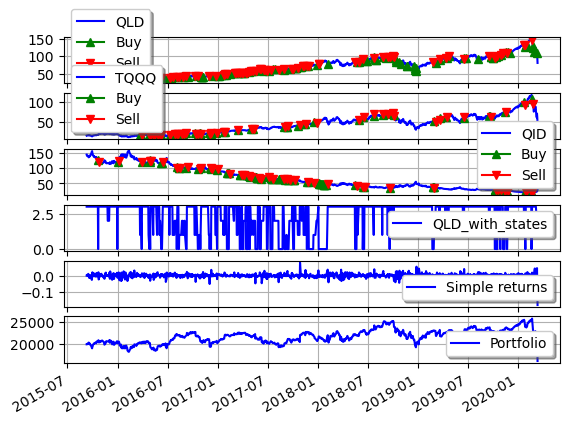 QLD
Buy
Sell
150
100
50
TQQQ
Buy
Sell
100
50
QID
Buy
Sell
150
100
50
QLD_with_states
2.5
0.0
Simple returns
0.0
−0.1
Portfolio
25000
20000
2015-07
2016-01
2016-07
2017-01
2017-07
2018-01
2018-07
2019-01
2019-07
2020-01